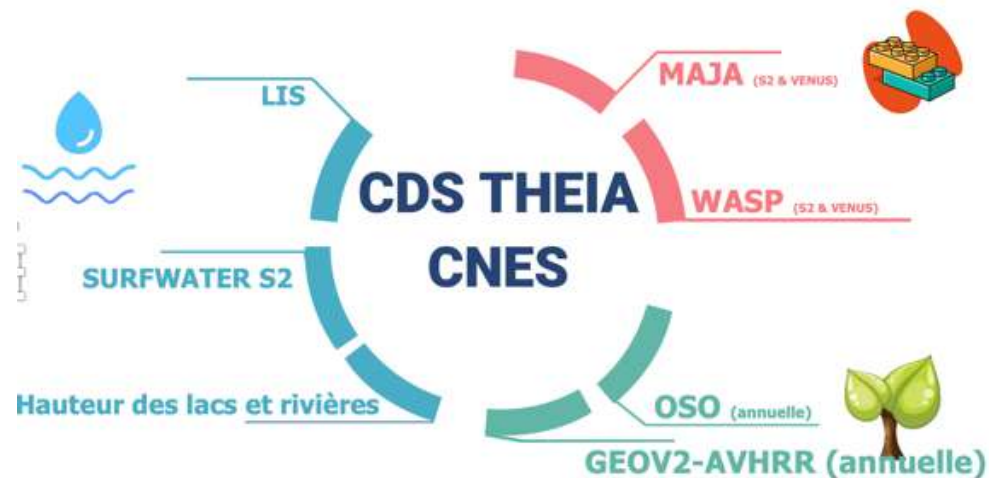 MAJA (S2 & VENUS)
LIS
CDS THEIA
CNES
WASP (S2 & VENUS)
SURFWATER S2
Hauteur des lacs et rivières
OSO (annuelle)
GEOV2-AVHRR (annuelle)